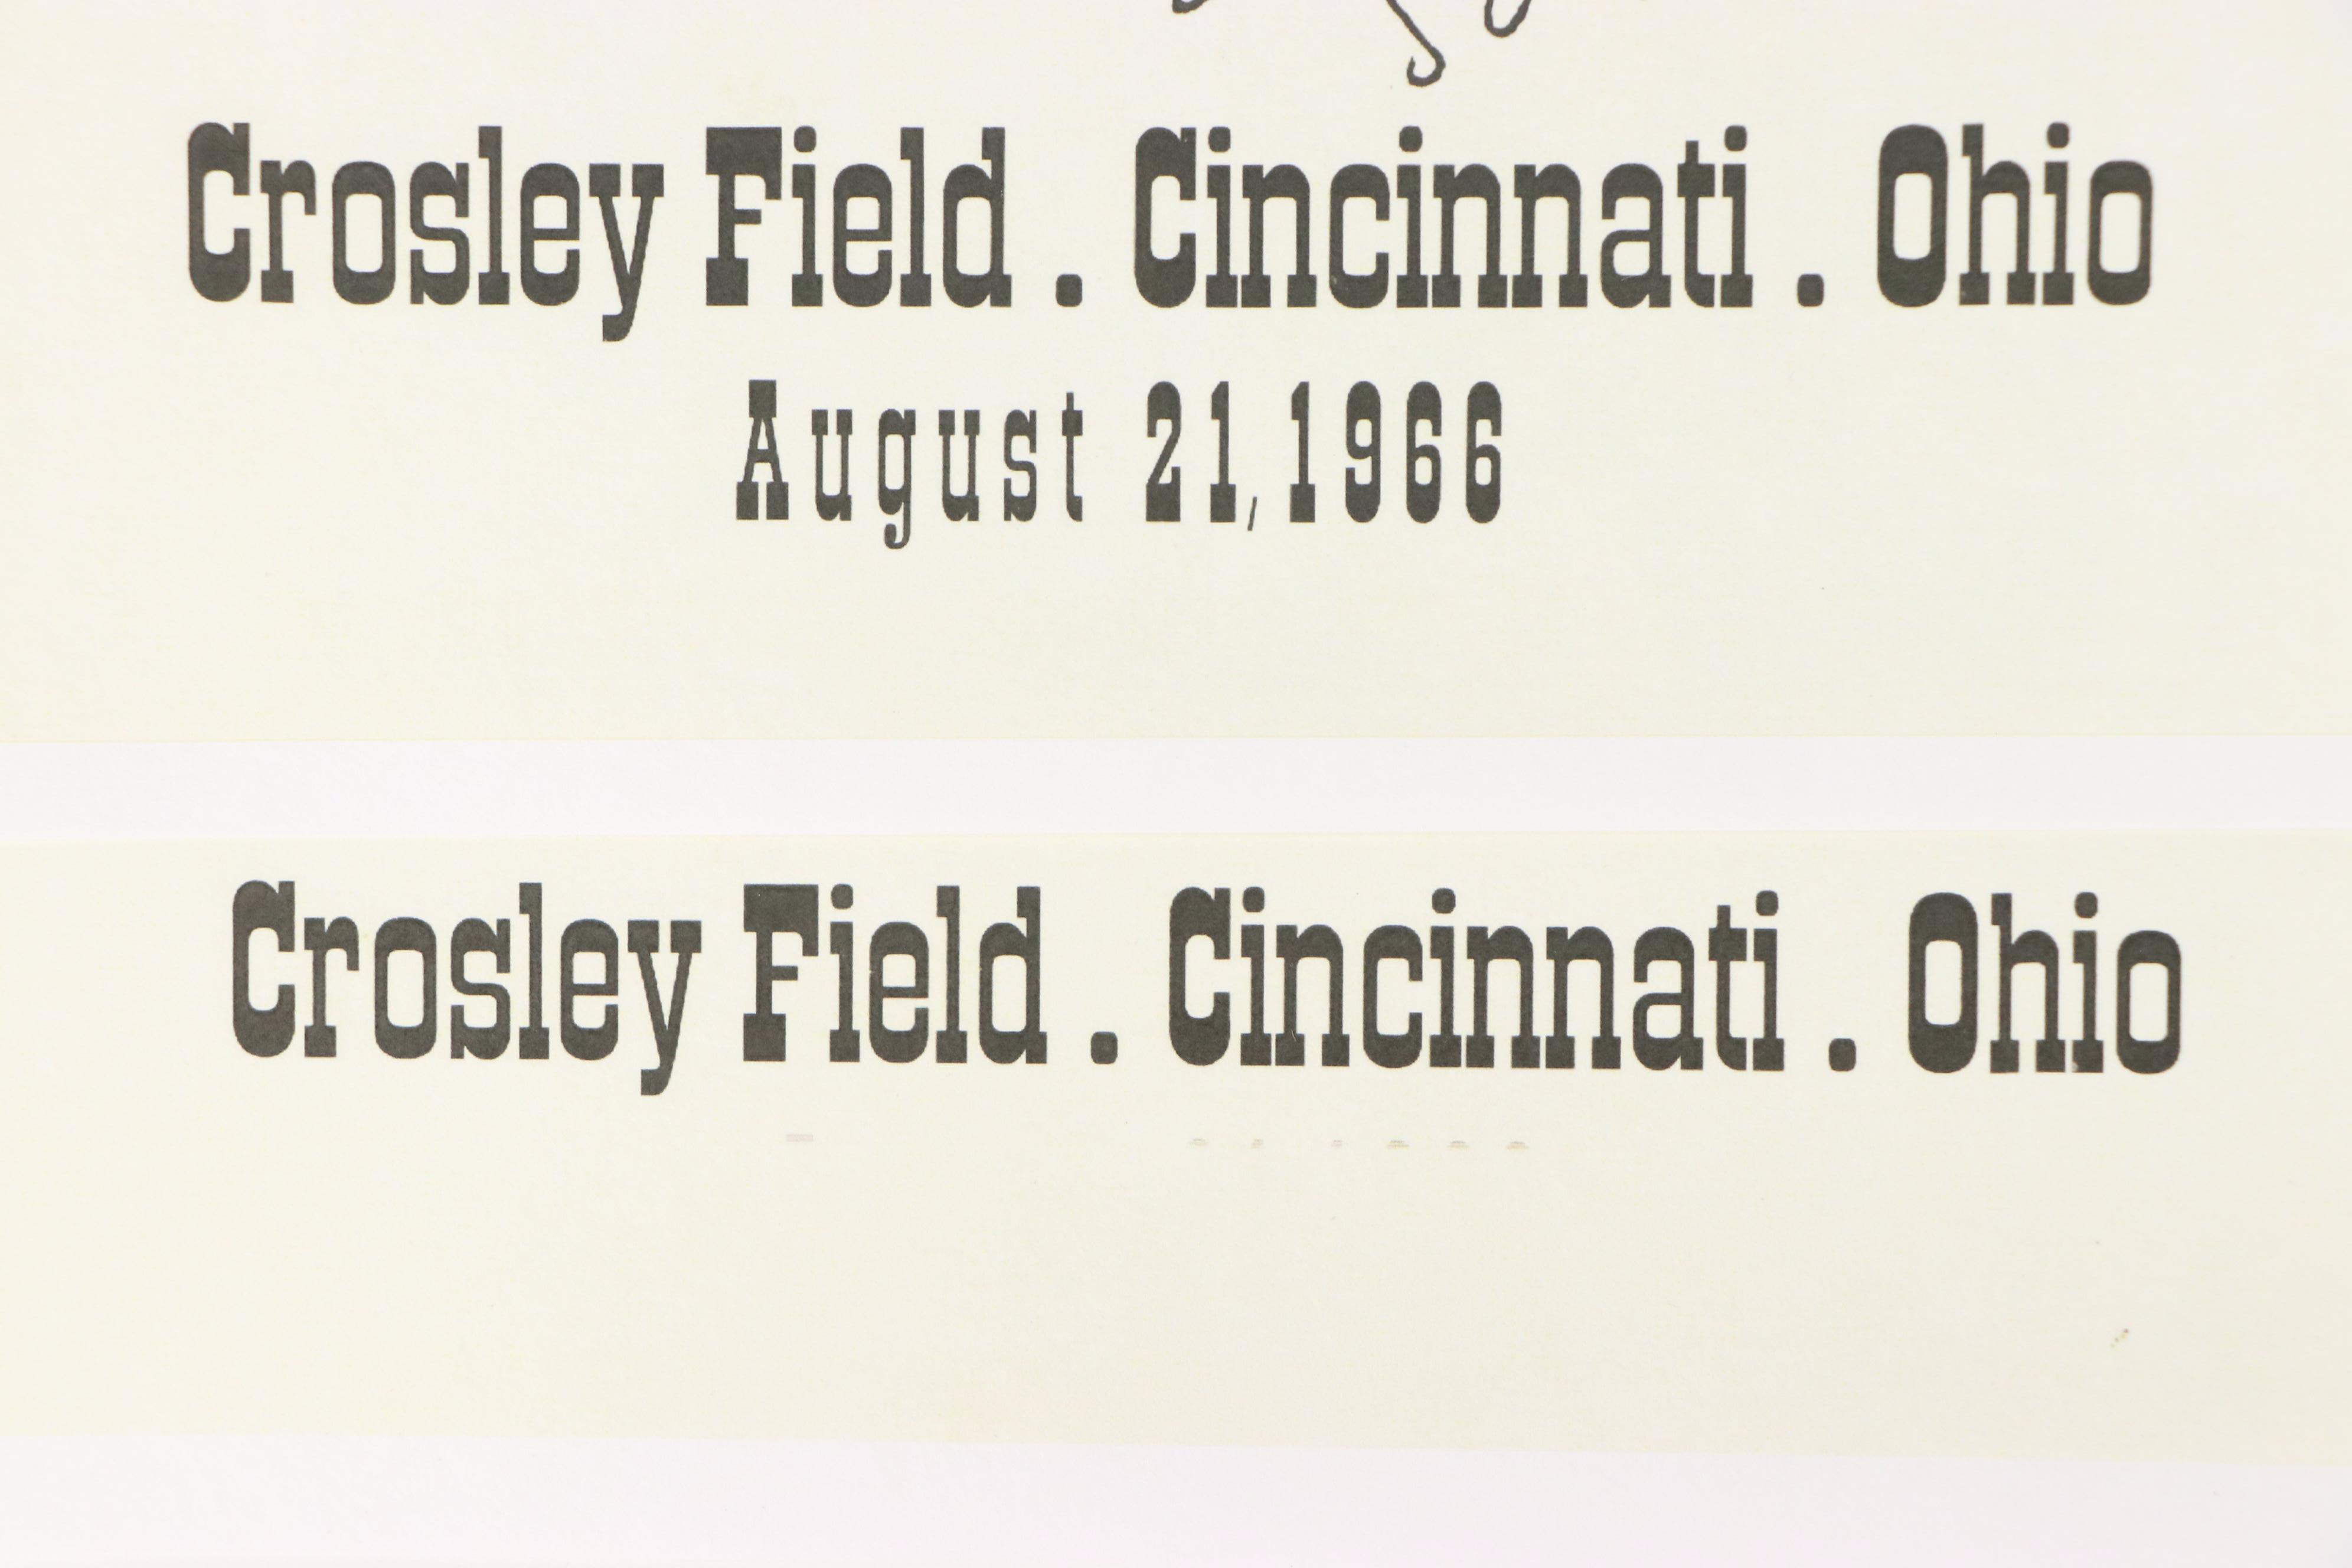 Crosley Field . Cincinnati . Ohio
August 21, 1966
Crosley Field . Cincinnati . Ohio